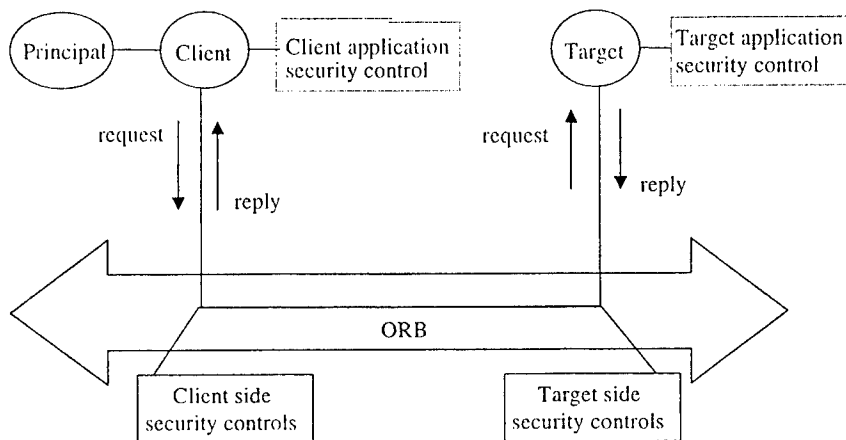 Principal
Client
Client application
security control
Target
Target application
security control
request
reply
request
reply
ORB
Client side
security controls
Target side
security controls